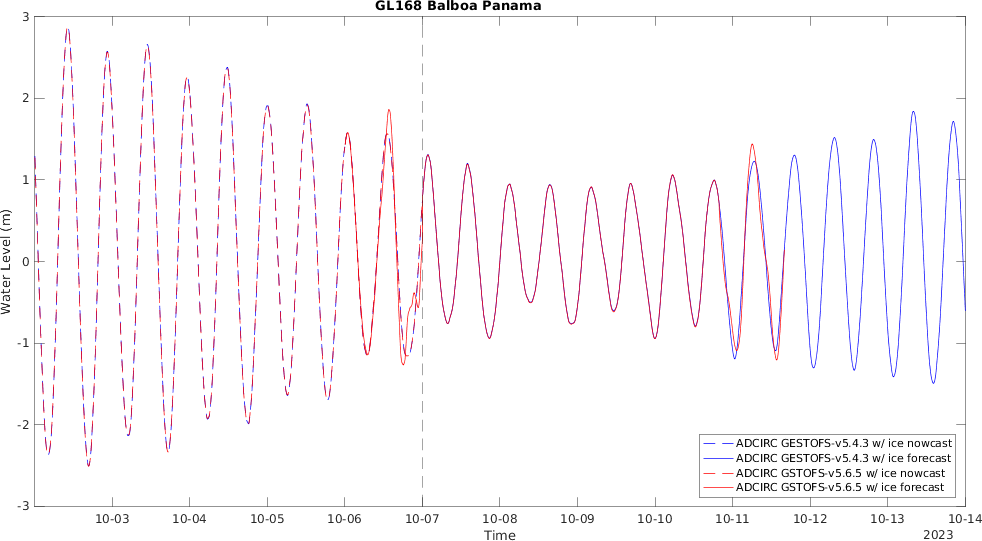 GL168 Balboa Panama
3
2
1
0
-1
-2
-3
Water Level (m)
10-03
10-04
10-05
10-06
10-07
10-08
10-09
10-10
10-11
10-12
10-13
10-14
Time
2023
ADCIRC GESTOFS-v5.4.3 w/ ice nowcast
ADCIRC GESTOFS-v5.4.3 w/ ice forecast
ADCIRC GSTOFS-v5.6.5 w/ ice nowcast
ADCIRC GSTOFS-v5.6.5 w/ ice forecast